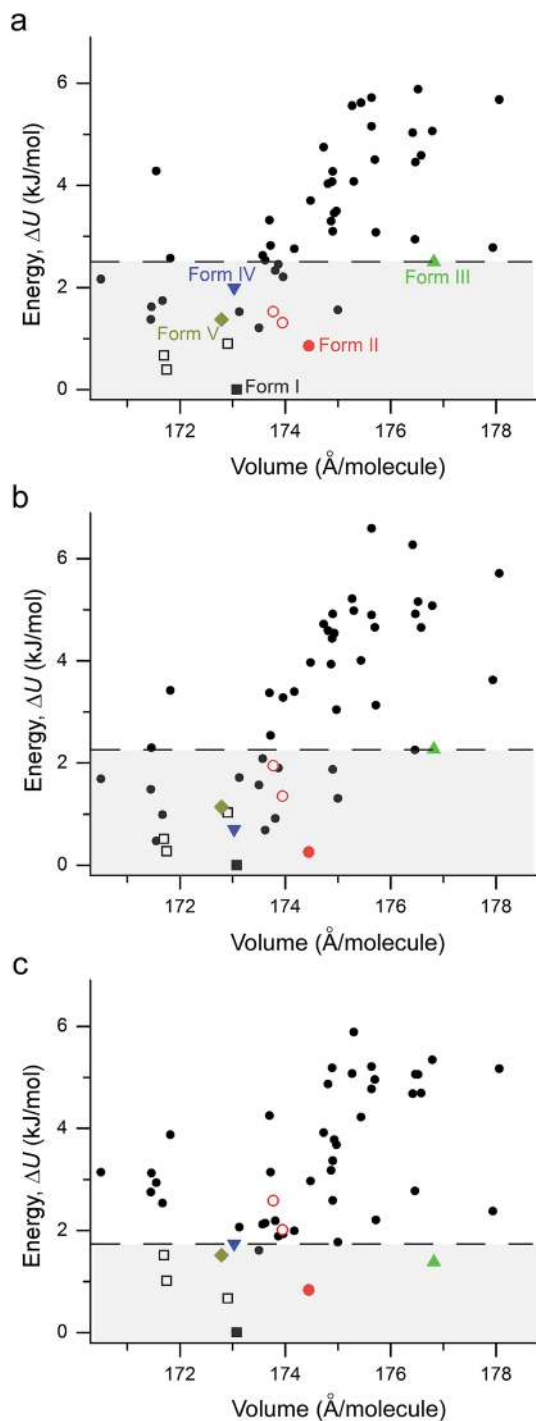 a
6
4
2
0
Energy, ΔU (kJ/mol)
Form IV
Form III
Form V
Form II
Form I
172 174 176 178
Volume (Å/molecule)
b
6
4
2
0
Energy, ΔU (kJ/mol)
172 174 176 178
Volume (Å/molecule)
c
6
4
2
0
Energy, ΔU (kJ/mol)
172 174 176 178
Volume (Å/molecule)